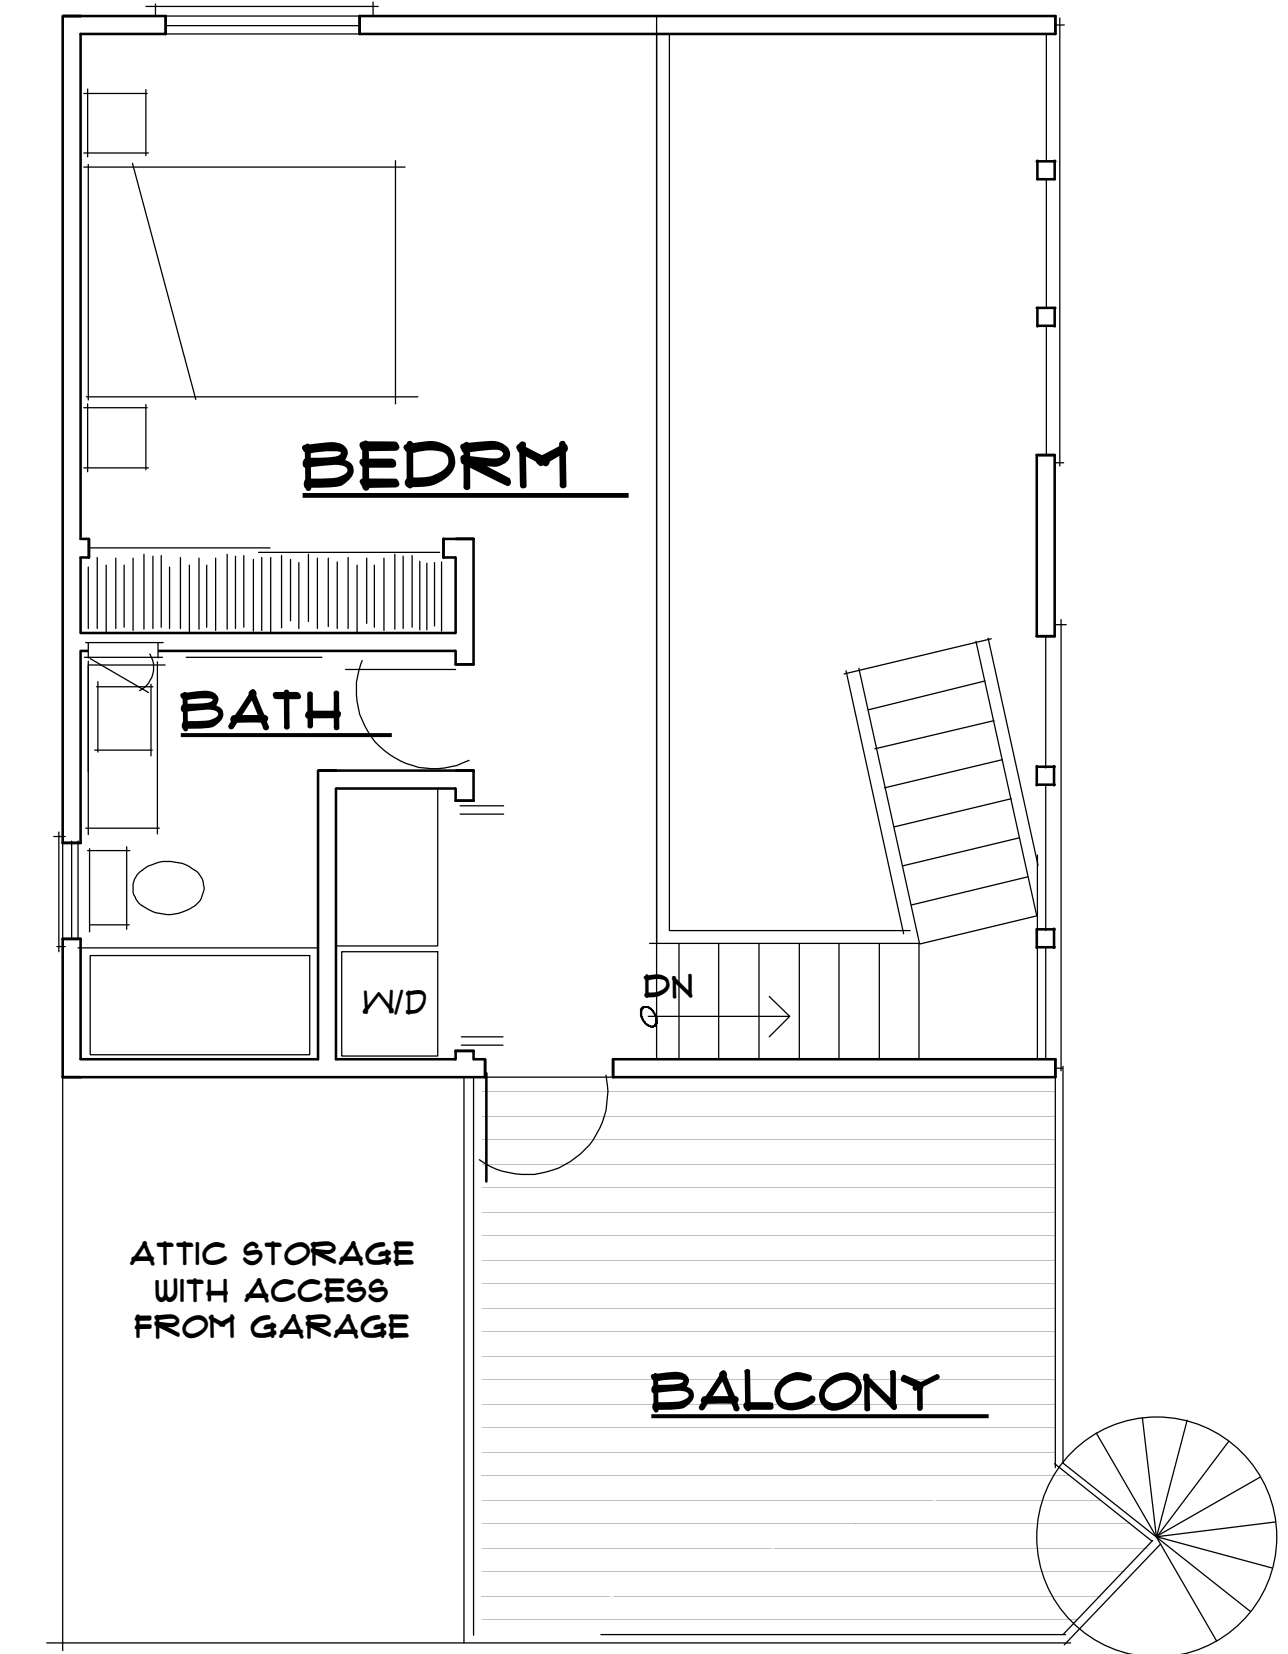 BEDRM
BATH
W/D
DN
ATTIC STORAGE
WITH ACCESS
FROM GARAGE
BALCONY